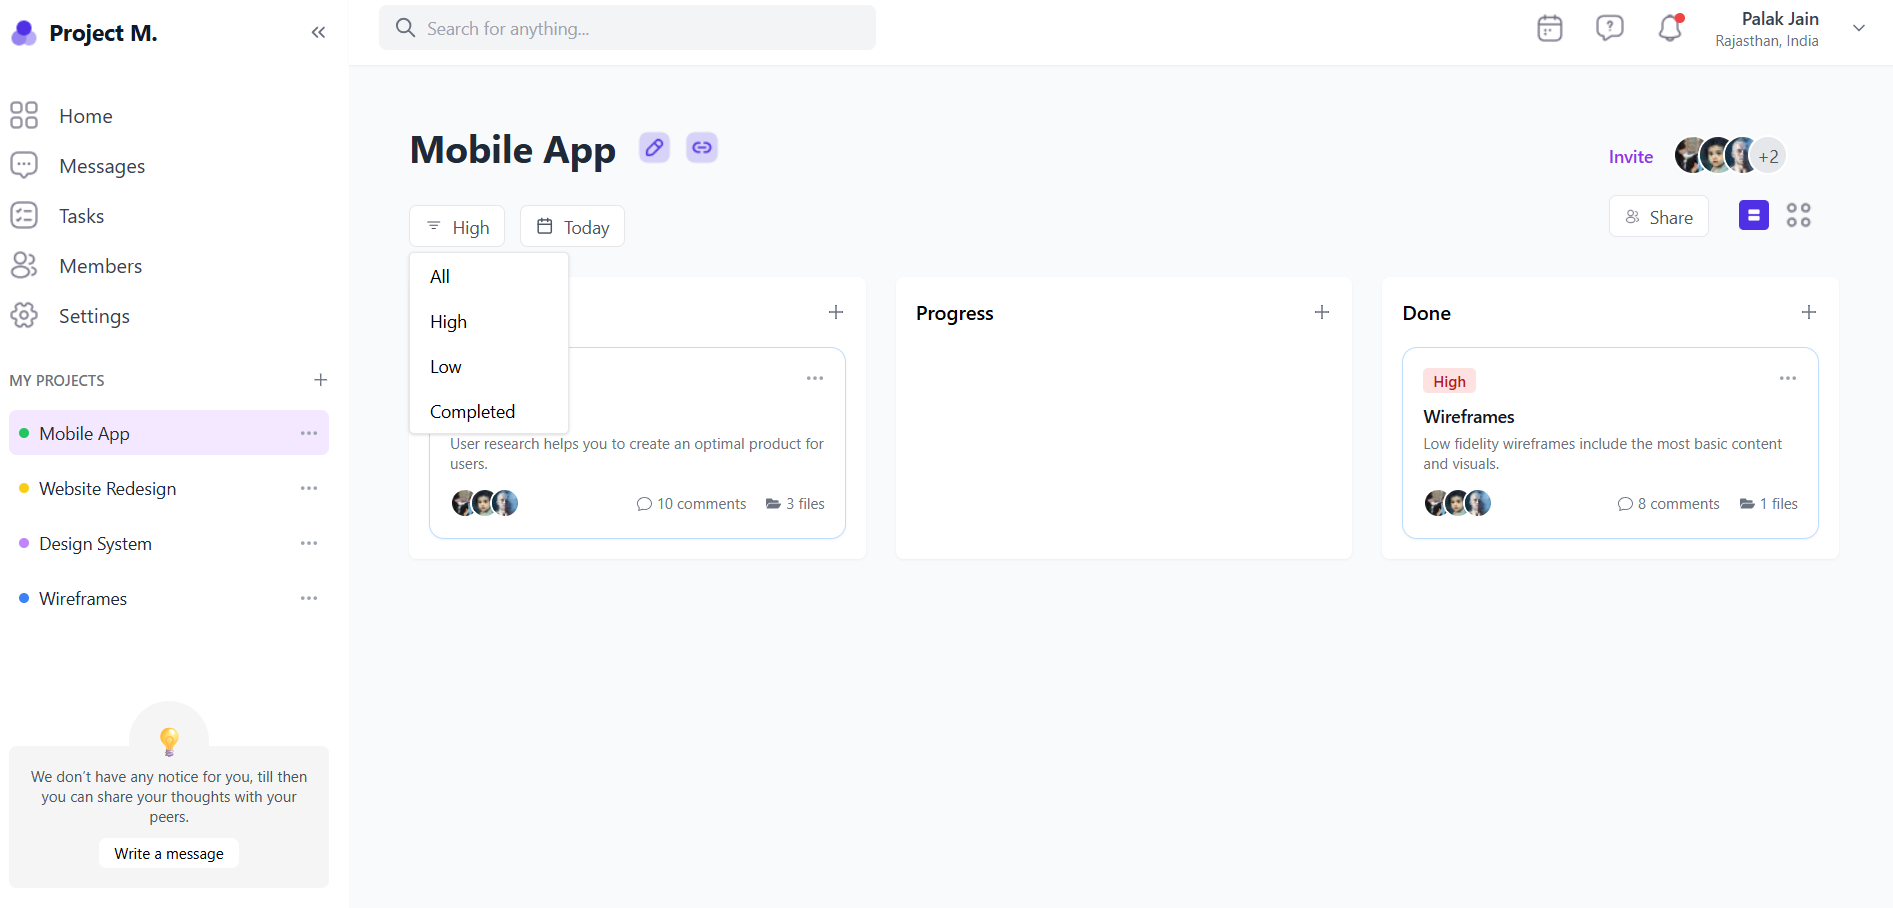 Project M.
Search for anything...
Palak Jain
Rajasthan, India
Home
Messages
Tasks
Members
Settings
MY PROJECTS
Mobile App
Website Redesign
Design System
Wireframes
We don't have any notice for you, till then
you can share your thoughts with your
peers.
Write a message
Mobile App
Invite
+2
High
Today
Share
All
High
Low
Completed
User research helps you to create an optimal product for
users.
10 comments
3 files
Progress
Done
High
Wireframes
Low fidelity wireframes include the most basic content
and visuals.
8 comments
1 files